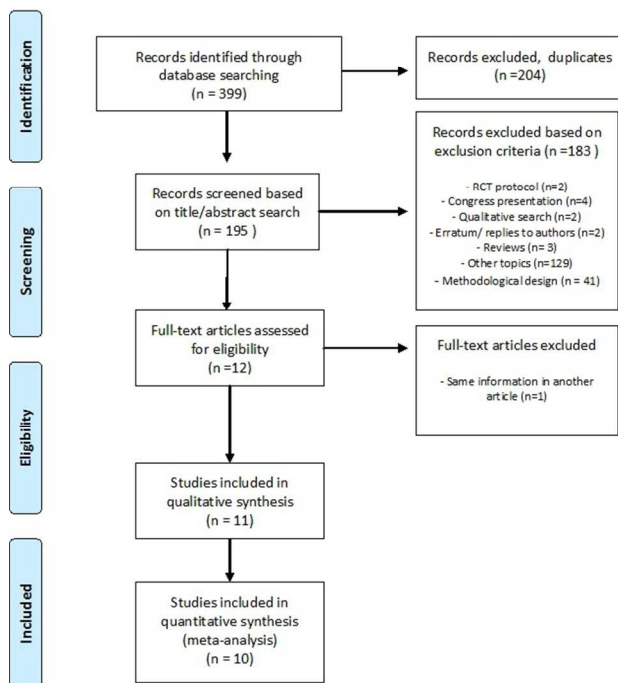 Identification
Records identified through
database searching
(n = 399)
Records excluded, duplicates
(n =204)
Records excluded based on
exclusion criteria (n =183 )
- RCT protocol (n=2)
- Congress presentation (n=4)
- Qualitative search (n=2)
- Erratum/ replies to authors (n=2)
- Reviews (n= 3)
- Other topics (n=129)
- Methodological design (n = 41)
Screening
Records screened based
on title/abstract search
n = 195 )
Full-text articles assessed
for eligibility
(n =12)
Full-text articles excluded
- Same information in another
article (n=1)
Eligibility
Studies included in
qualitative synthesis
(n = 11)
Included
Studies included in
quantitative synthesis
(meta-analysis)
n = 10)